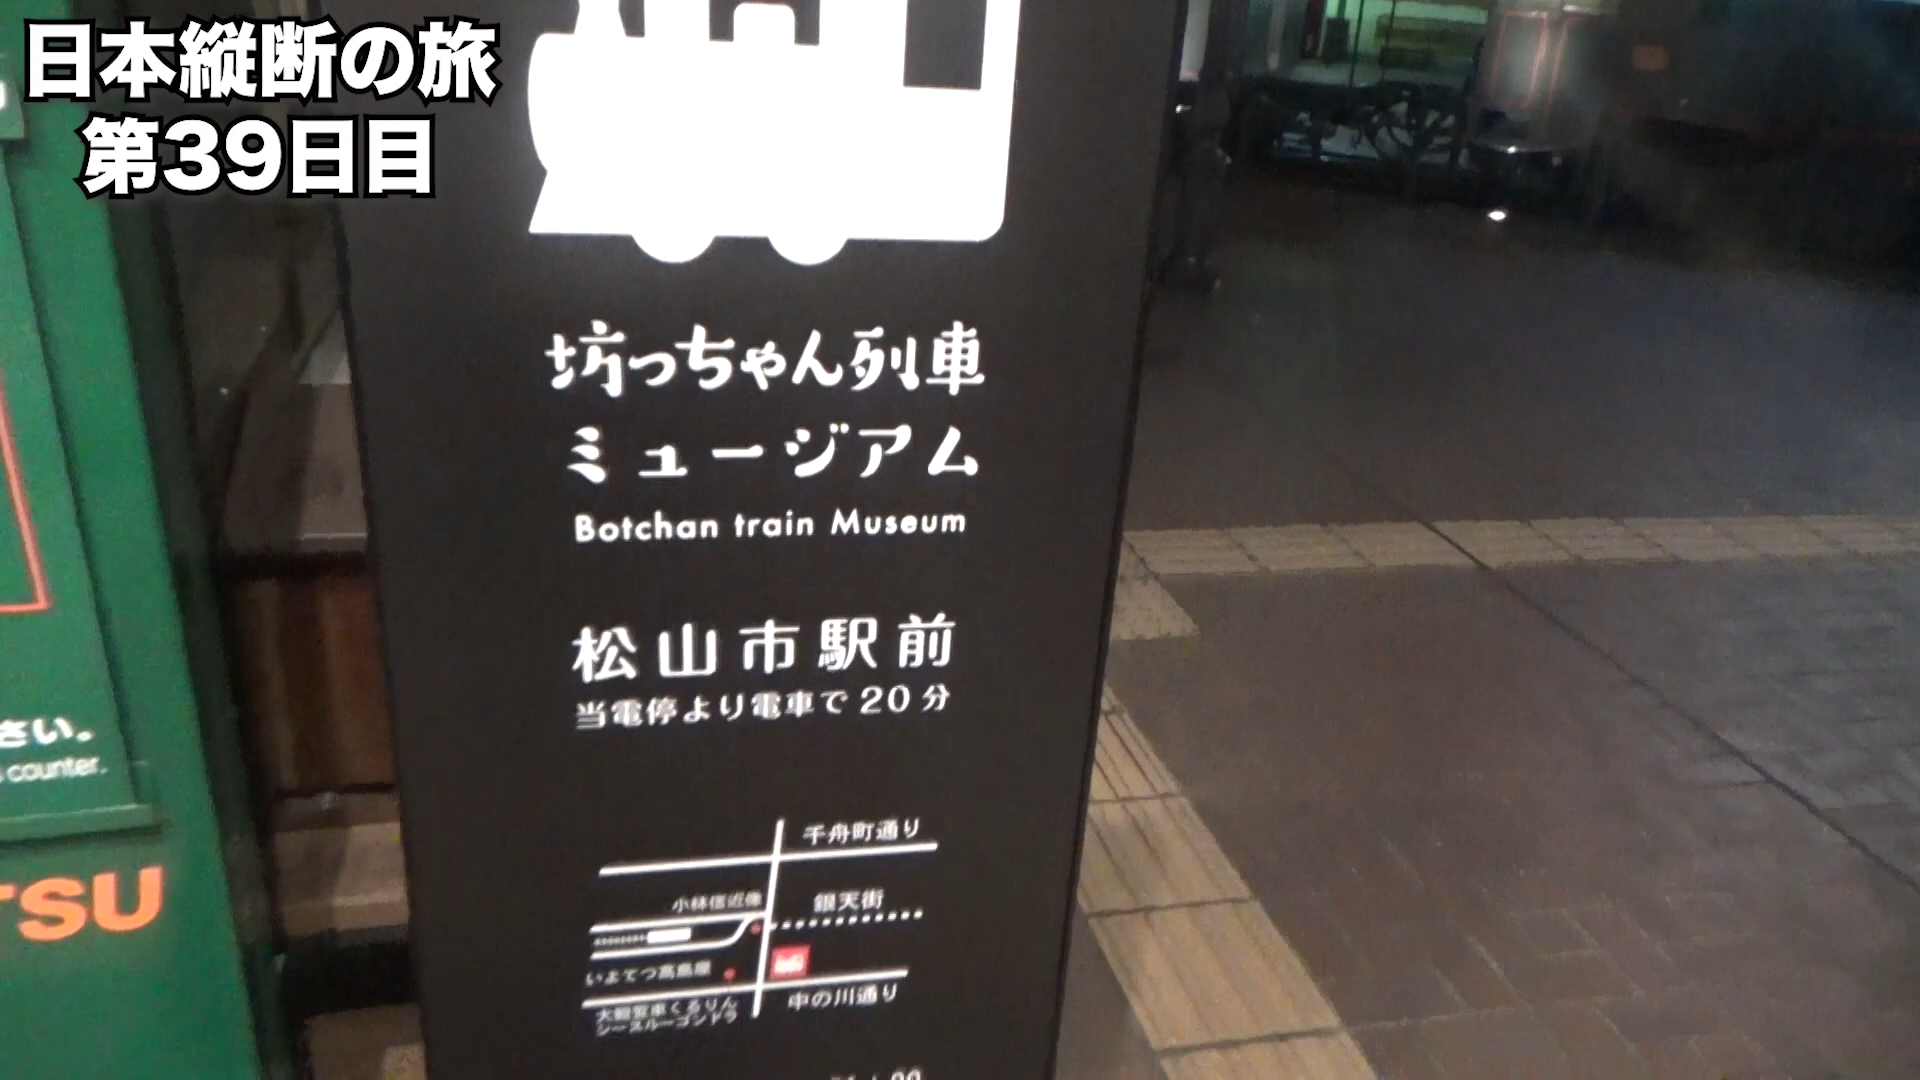 日本縦断の旅
第39日目
坊っちゃん列車
ミュージアム
Botchan train Museum
松山市駅前
当電停より電車で20分
さい。
counter.
千舟町通り
小林信近像
銀天街
いよてつ髙島屋
中の川通り
大観覧車くるりん
シースルーゴンドラ
TSU